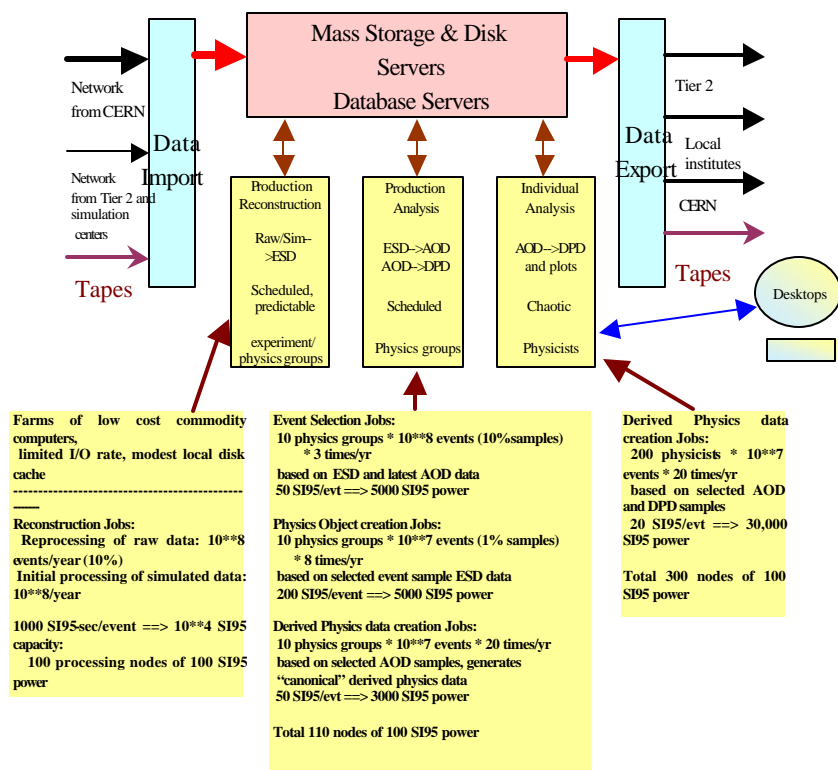 Mass Storage & Disk
Servers
Database Servers
Network
from CERN
Network
from Tier 2 and
simulation
centers
Tapes
Data
Import
Production
Reconstruction
Raw/Sim--
>ESD
Scheduled,
predictable
experiment/
physics groups
Production
Analysis
ESD-->AOD
AOD-->DPD
Scheduled
Physics groups
Individual
Analysis
AOD-->DPD
and plots
Chaotic
Physicists
Data
Export
Tier 2
Local
institutes
CERN
Tapes
Desktops
Farms of low cost commodity
computers,
limited I/O rate, modest local disk
cache
-----------------------------------------------
-------
Reconstruction Jobs:
Reprocessing of raw data: 10**8
events/year (10%)
Initial processing of simulated data:
10**8/year
1000 SI95-sec/event ==> 10**4 SI95
capacity:
100 processing nodes of 100 SI95
power
Event Selection Jobs:
10 physics groups * 10**8 events (10%samples)
* 3 times/yr
based on ESD and latest AOD data
50 SI95/evt ==> 5000 SI95 power
Physics Object creation Jobs:
10 physics groups * 10**7 events (1% samples)
* 8 times/yr
based on selected event sample ESD data
200 SI95/event ==> 5000 SI95 power
Derived Physics data creation Jobs:
10 physics groups * 10**7 events * 20 times/yr
based on selected AOD samples, generates
“canonical” derived physics data
50 SI95/evt ==> 3000 SI95 power
Total 110 nodes of 100 SI95 power
Derived Physics data
creation Jobs:
200 physicists * 10**7
events * 20 times/yr
based on selected AOD
and DPD samples
20 SI95/evt ==> 30,000
SI95 power
Total 300 nodes of 100
SI95 power